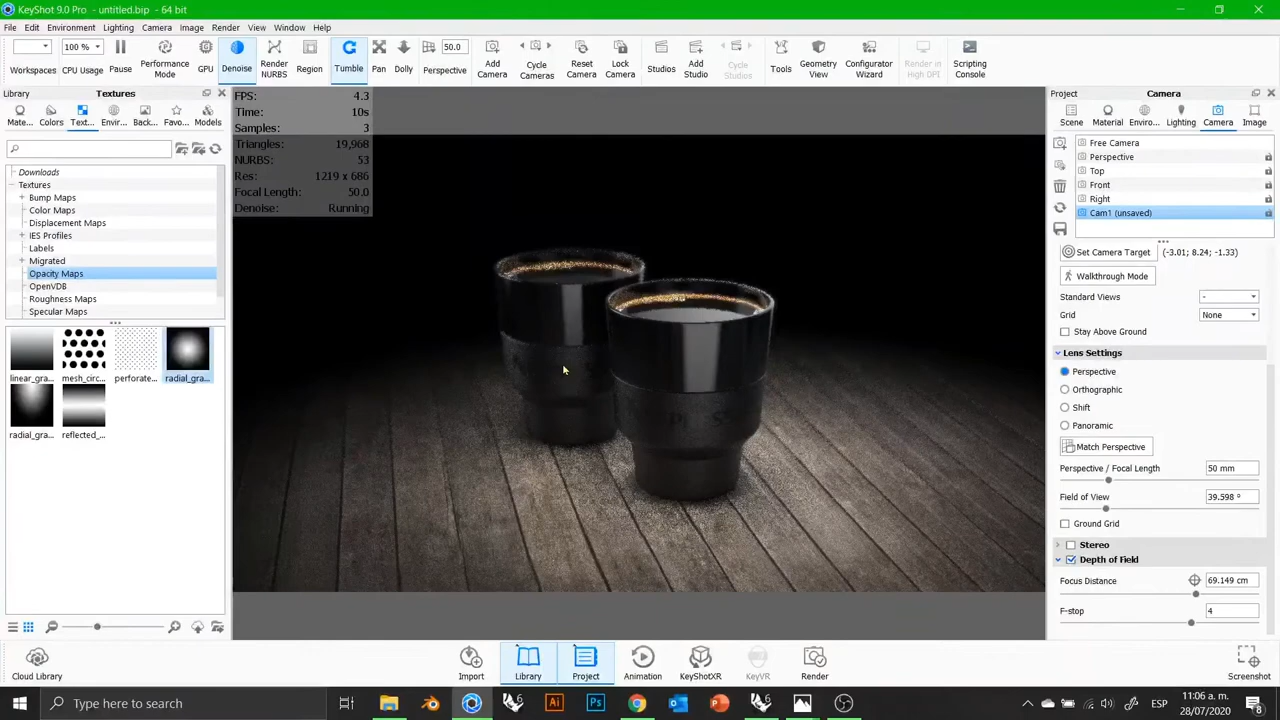 KeyShot 9.0 Pro - untitled.bip - 64 bit
File Edit Environment Lighting Camera Image Render View Window Help
100 % 50.0
Workspaces CPU Usage Pause Performance Mode GPU Denoise Render NURBS Region Tumble Pan Dolly Perspective Add Camera Cycle Cameras Reset Camera Lock Camera Studios Add Studio Cycle Studios Tools Geometry View Configurator Wizard Render in High DPI Scripting Console
Library Textures
Mate... Colors Text... Envir... Back... Favo... Models
Downloads
Textures
Bump Maps
Color Maps
Displacement Maps
IES Profiles
Labels
Migrated
Opacity Maps
OpenVDB
Roughness Maps
Specular Maps
linear_gra... mesh_circ... perforate... radial_gra...
radial_gra... reflected_...
FPS: 4.3
Time: 10s
Samples: 3
Triangles: 19,968
NURBS: 53
Res: 1219 x 686
Focal Length: 50.0
Denoise: Running
Project Camera
Scene Material Enviro... Lighting Camera Image
Free Camera
Perspective
Top
Front
Right
Cam1 (unsaved)
Set Camera Target (-3.01; 8.24; -1.33)
Walkthrough Mode
Standard Views -
Grid None
Stay Above Ground
Lens Settings
Perspective
Orthographic
Shift
Panoramic
Match Perspective
Perspective / Focal Length 50 mm
Field of View 39.598 °
Ground Grid
Stereo
Depth of Field
Focus Distance 69.149 cm
F-stop 4
Cloud Library Import Library Project Animation KeyShotXR KeyVR Render Screenshot
Type here to search
ESP 11:06 a. m.
28/07/2020
8